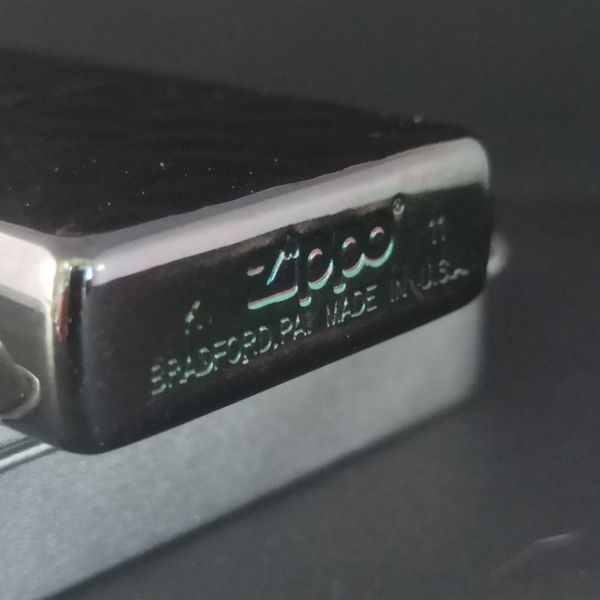 K Zippo® 11
BRADFORD, PA. MADE IN U.S.A.